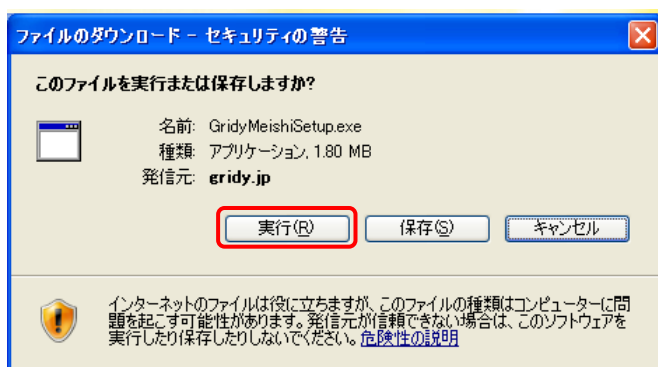 ファイルのダウンロード - セキュリティの警告
このファイルを実行または保存しますか?
名前: GridyMeishiSetup.exe
種類: アプリケーション, 1.80 MB
発信元: gridy.jp
実行(R) 保存(S) キャンセル
インターネットのファイルは役に立ちますが、このファイルの種類はコンピューターに問
題を起こす可能性があります。発信元が信頼できない場合は、このソフトウェアを
実行したり保存したりしないでください。危険性の説明